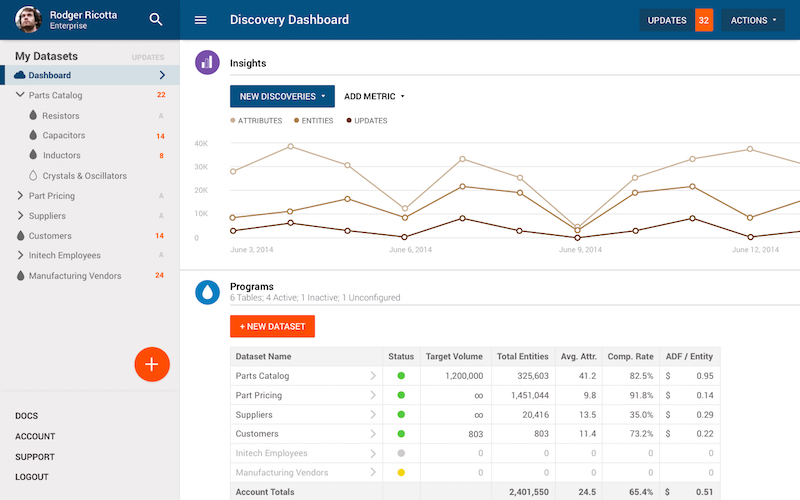 Rodger Ricotta
Enterprise
Discovery Dashboard
UPDATES 32
ACTIONS
My Datasets UPDATES
Dashboard
Parts Catalog 22
Resistors A
Capacitors 14
Inductors 8
Crystals & Oscillators
Part Pricing A
Suppliers A
Customers 14
Initech Employees A
Manufacturing Vendors 24
+
DOCS
ACCOUNT
SUPPORT
LOGOUT
Insights
NEW DISCOVERIES ADD METRIC
ATTRIBUTES ENTITIES UPDATES
40K
30K
20K
10K
0
June 3, 2014 June 6, 2014 June 9, 2014 June 12, 2014
Programs
6 Tables; 4 Active; 1 Inactive; 1 Unconfigured
+ NEW DATASET
Dataset Name Status Target Volume Total Entities Avg. Attr. Comp. Rate ADF / Entity
Parts Catalog 1,200,000 325,603 41.2 82.5% $ 0.95
Part Pricing ∞ 1,451,044 9.8 91.8% $ 0.14
Suppliers ∞ 20,416 13.5 35.0% $ 0.29
Customers 803 803 11.4 73.2% $ 0.22
Initech Employees 0 0 0 0 0
Manufacturing Vendors 0 0 0 0 0
Account Totals 2,401,550 24.5 65.4% $ 0.51